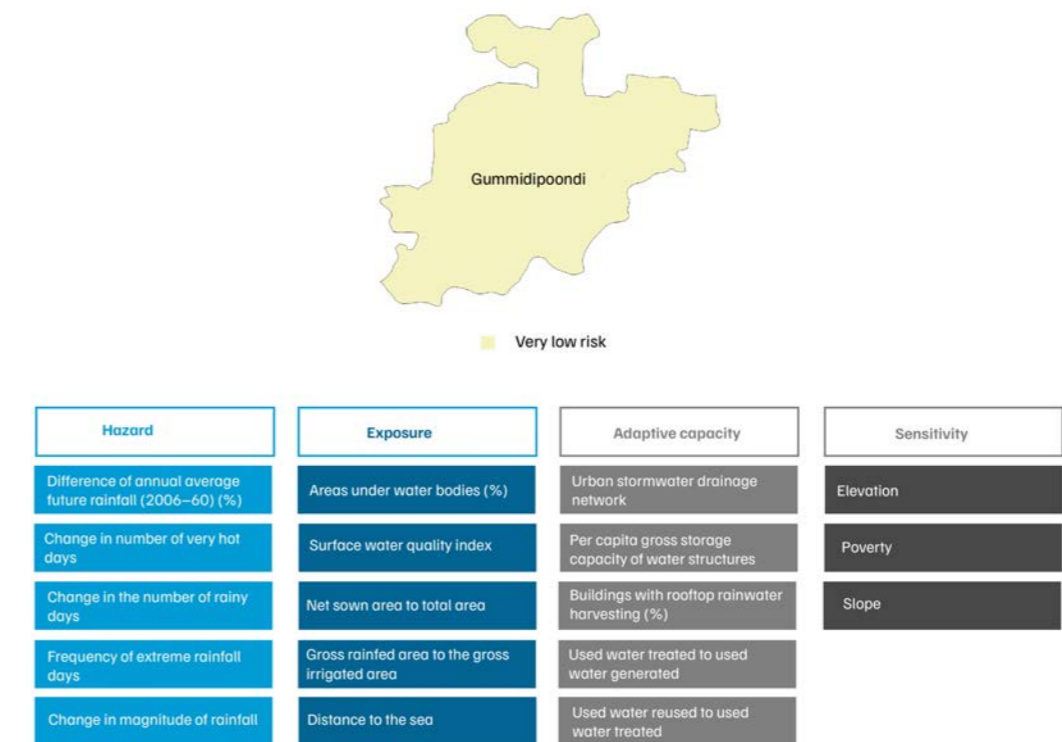 Gummidipoondi
Very low risk
Hazard
Difference of annual average
future rainfall (2006–60) (%)
Change in number of very hot
days
Change in the number of rainy
days
Frequency of extreme rainfall
days
Change in magnitude of rainfall
Exposure
Areas under water bodies (%)
Surface water quality index
Net sown area to total area
Gross rainfed area to the gross
irrigated area
Distance to the sea
Adaptive capacity
Urban stormwater drainage
network
Per capita gross storage
capacity of water structures
Buildings with rooftop rainwater
harvesting (%)
Used water treated to used
water generated
Used water reused to used
water treated
Sensitivity
Elevation
Poverty
Slope